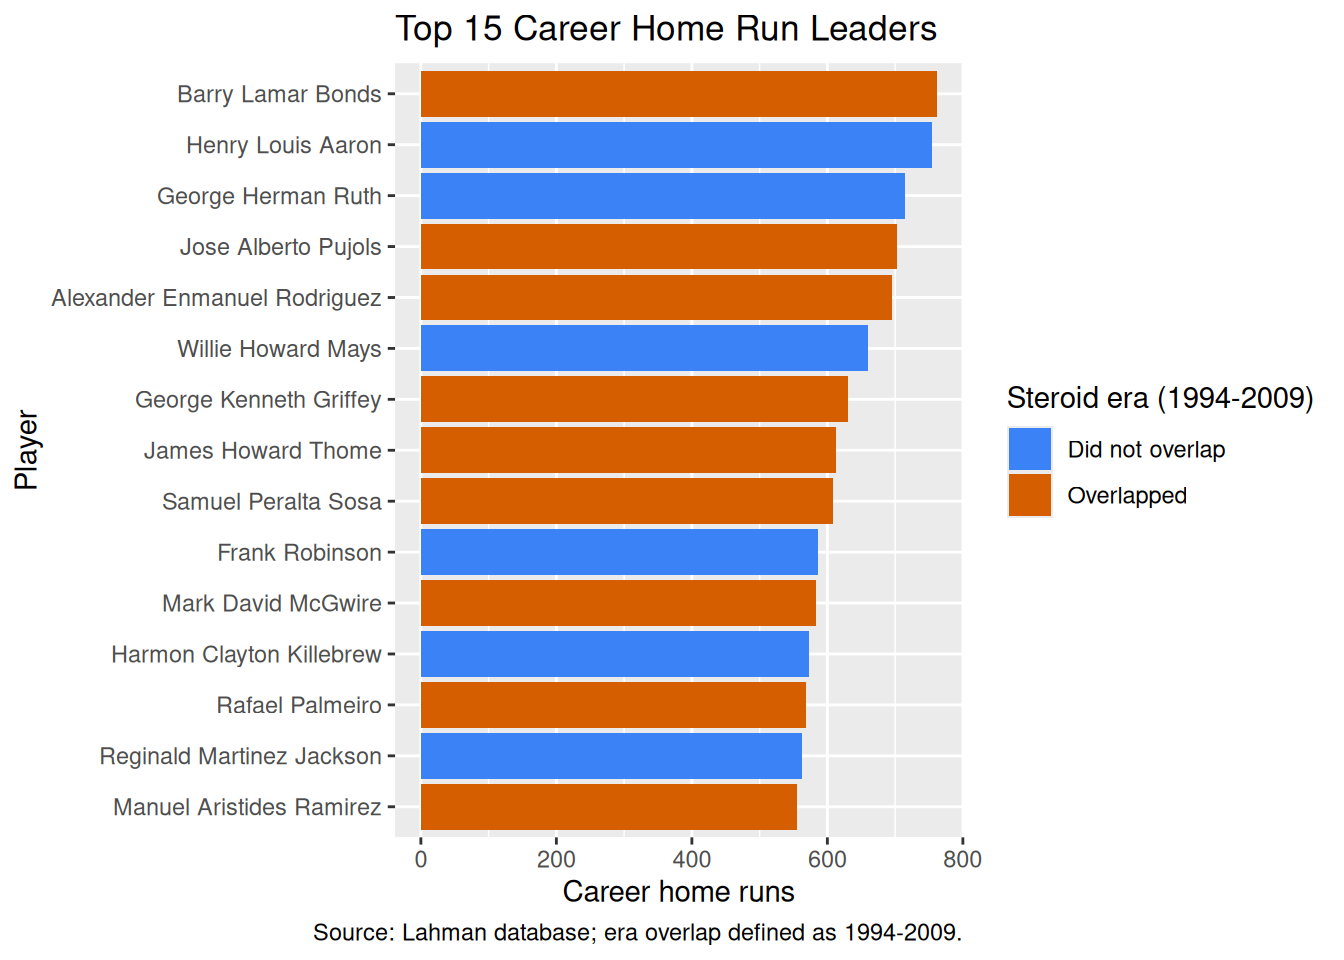 Top 15 Career Home Run Leaders
Barry Lamar Bonds
Henry Louis Aaron
George Herman Ruth
Jose Alberto Pujols
Alexander Enmanuel Rodriguez
Willie Howard Mays
George Kenneth Griffey
James Howard Thome
Samuel Peralta Sosa
Frank Robinson
Mark David McGwire
Harmon Clayton Killebrew
Rafael Palmeiro
Reginald Martinez Jackson
Manuel Aristides Ramirez
Player
0 200 400 600 800
Career home runs
Steroid era (1994-2009)
Did not overlap
Overlapped
Source: Lahman database; era overlap defined as 1994-2009.